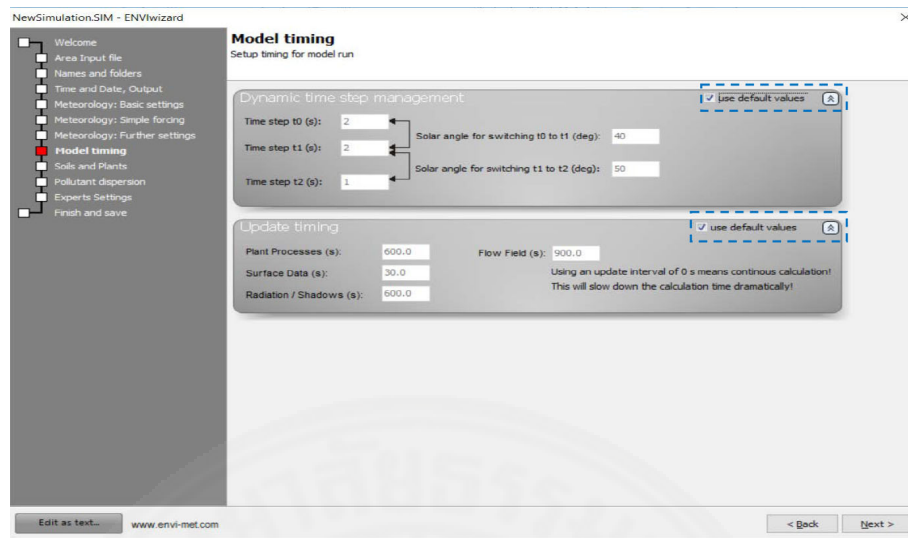 NewSimulation.SIM - ENVIwizard
Welcome
Area Input file
Names and folders
Time and Date, Output
Meteorology: Basic settings
Meteorology: Simple forcing
Meteorology: Further settings
Model timing
Soils and Plants
Pollutant dispersion
Experts Settings
Finish and save
Model timing
Setup timing for model run
Dynamic time step management
use default values
Time step t0 (s): 2
Solar angle for switching t0 to t1 (deg): 40
Time step t1 (s): 2
Solar angle for switching t1 to t2 (deg): 50
Time step t2 (s): 1
Update timing
use default values
Plant Processes (s): 600.0
Flow Field (s): 900.0
Surface Data (s): 30.0
Using an update interval of 0 s means continous calculation!
This will slow down the calculation time dramatically!
Radiation / Shadows (s): 600.0
Edit as text...
www.envi-met.com
< Back
Next >